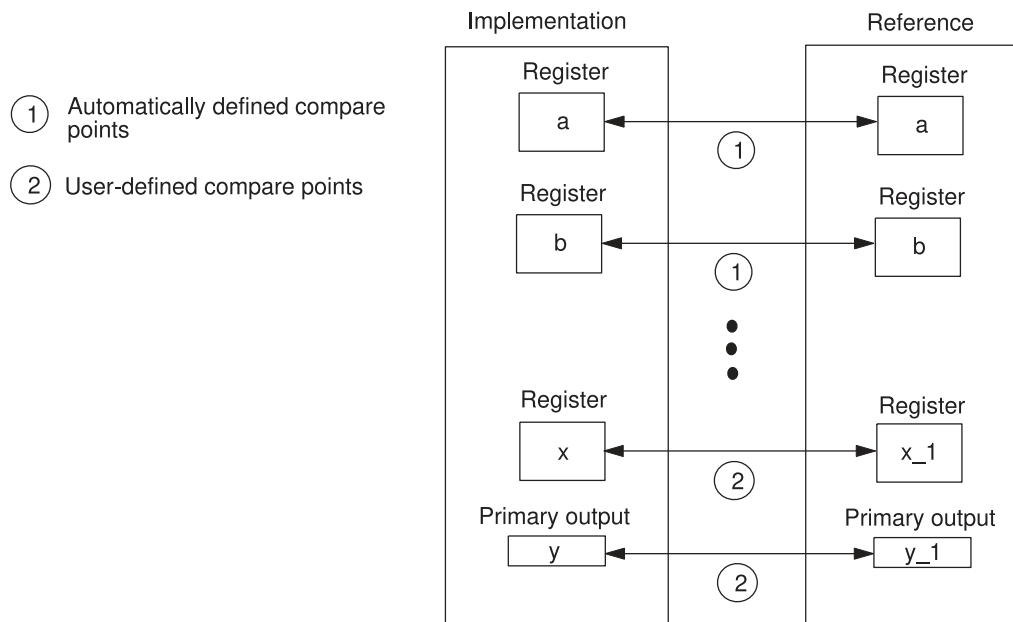 Implementation
Reference
1 Automatically defined compare
points
2 User-defined compare points
Register
Register
a
a
1
Register
Register
b
b
1
Register
Register
x
x_1
2
Primary output
Primary output
y
y_1
2